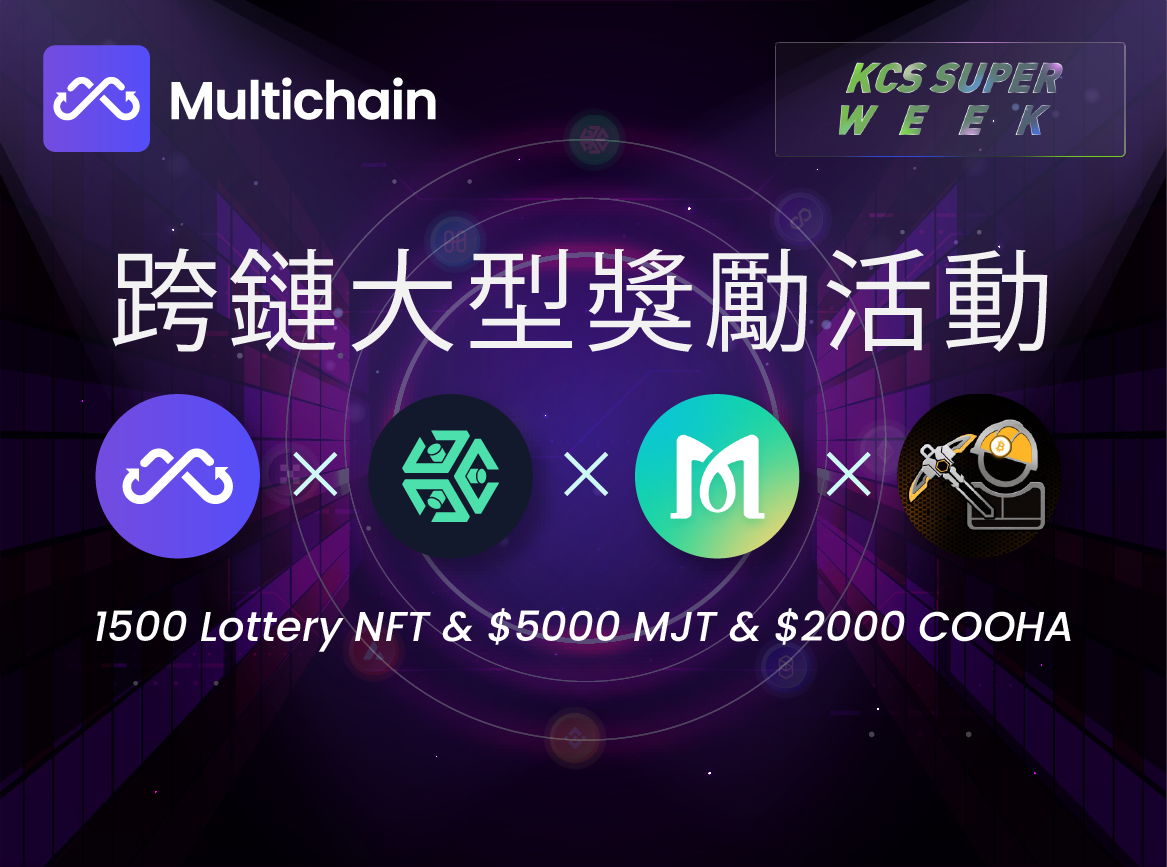 Multichain
KCS SUPER
WEEK
跨鏈大型獎勵活動
1500 Lottery NFT & $5000 MJT & $2000 COOHA